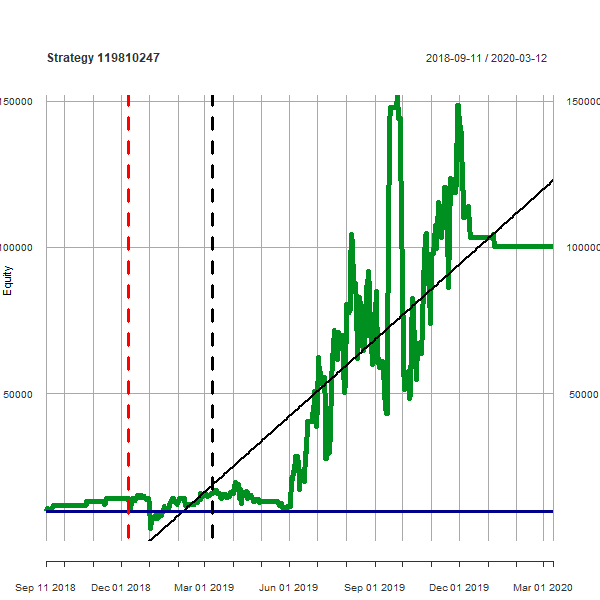 Strategy 119810247
2018-09-11 / 2020-03-12
150000
150000
100000
100000
50000
50000
Equity
Sep 11 2018
Dec 01 2018
Mar 01 2019
Jun 01 2019
Sep 01 2019
Dec 01 2019
Mar 01 2020